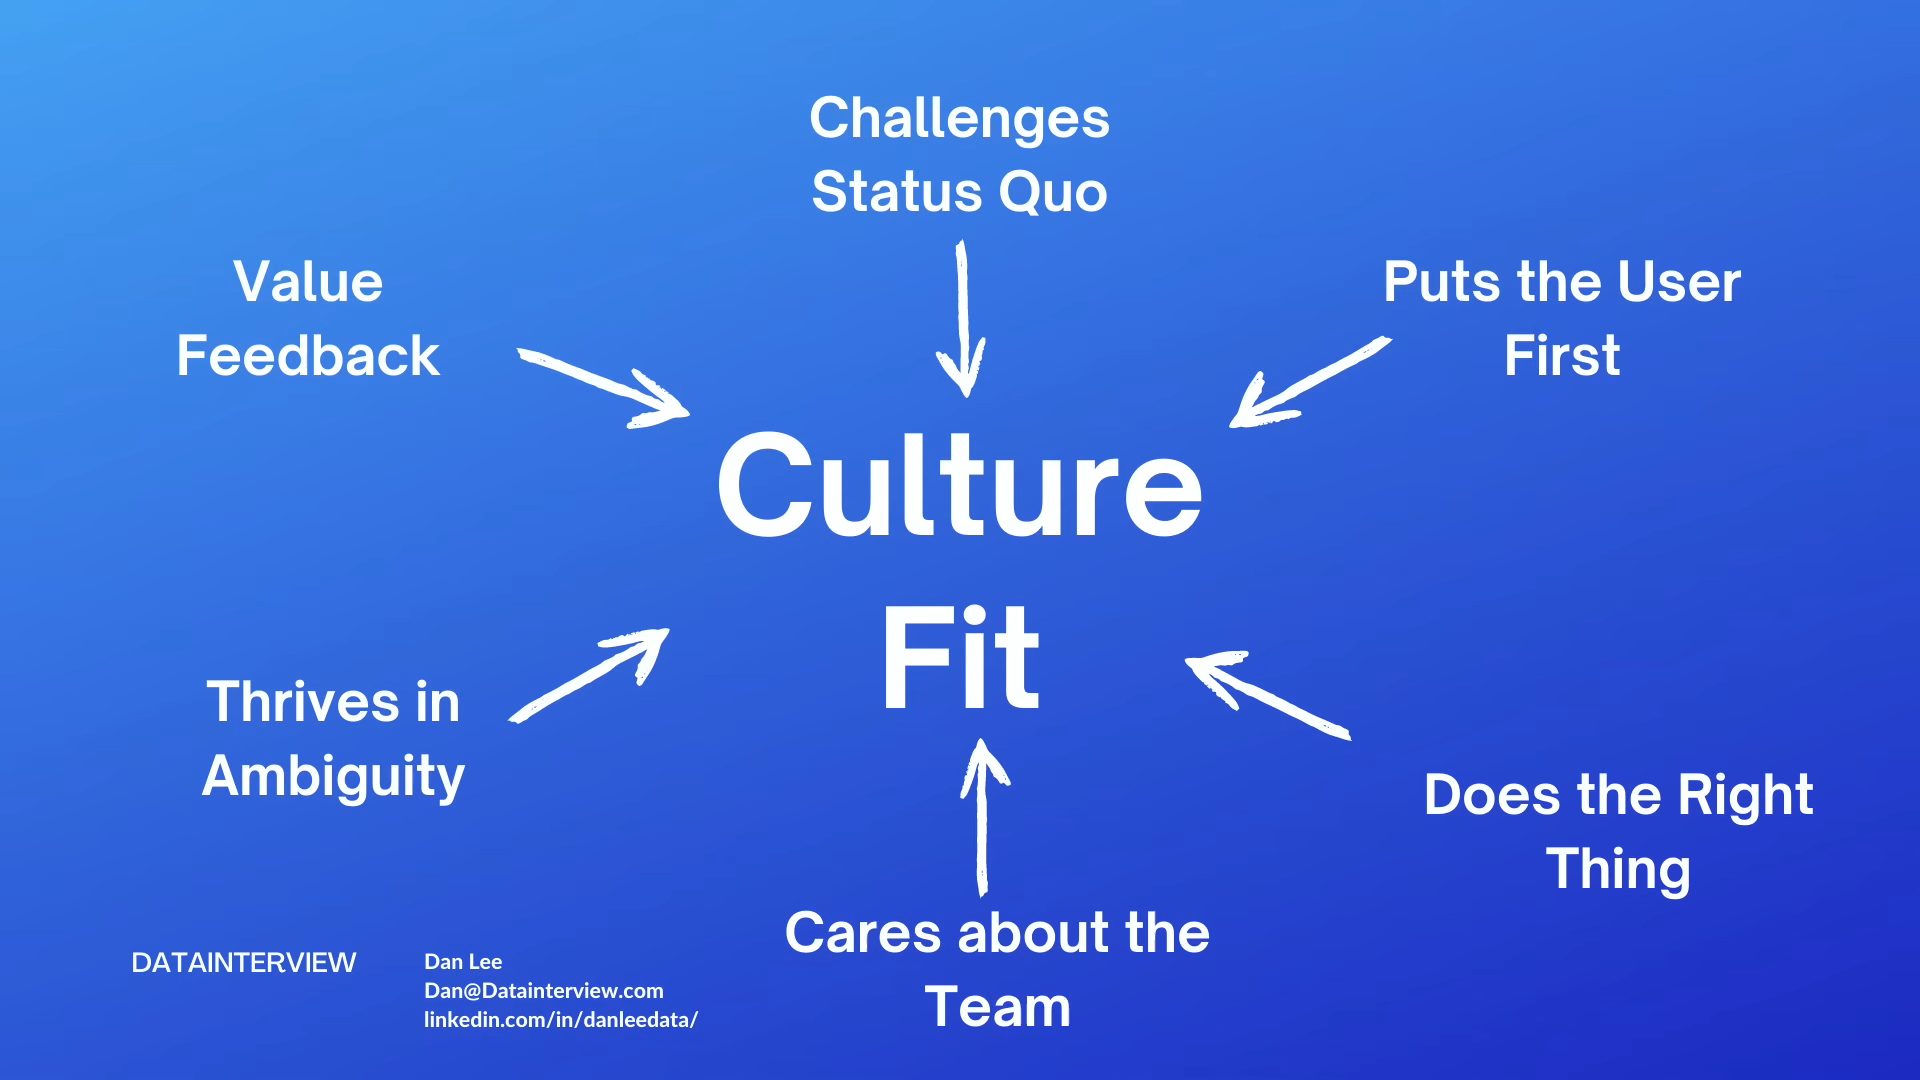 Challenges
Status Quo
Value
Feedback
Puts the User
First
Culture
Fit
Thrives in
Ambiguity
Does the Right
Thing
Cares about the
Team
DATAINTERVIEW
Dan Lee
Dan@Datainterview.com
linkedin.com/in/danleedata/